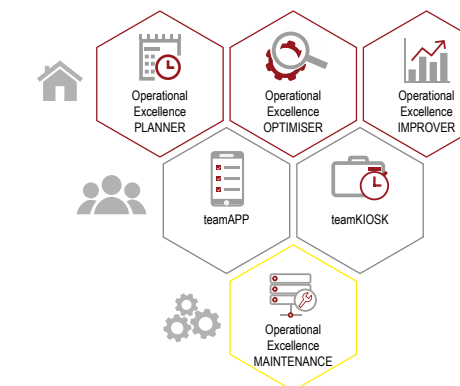 Operational
Excellence
PLANNER
Operational
Excellence
OPTIMISER
Operational
Excellence
IMPROVER
teamAPP
teamKIOSK
Operational
Excellence
MAINTENANCE